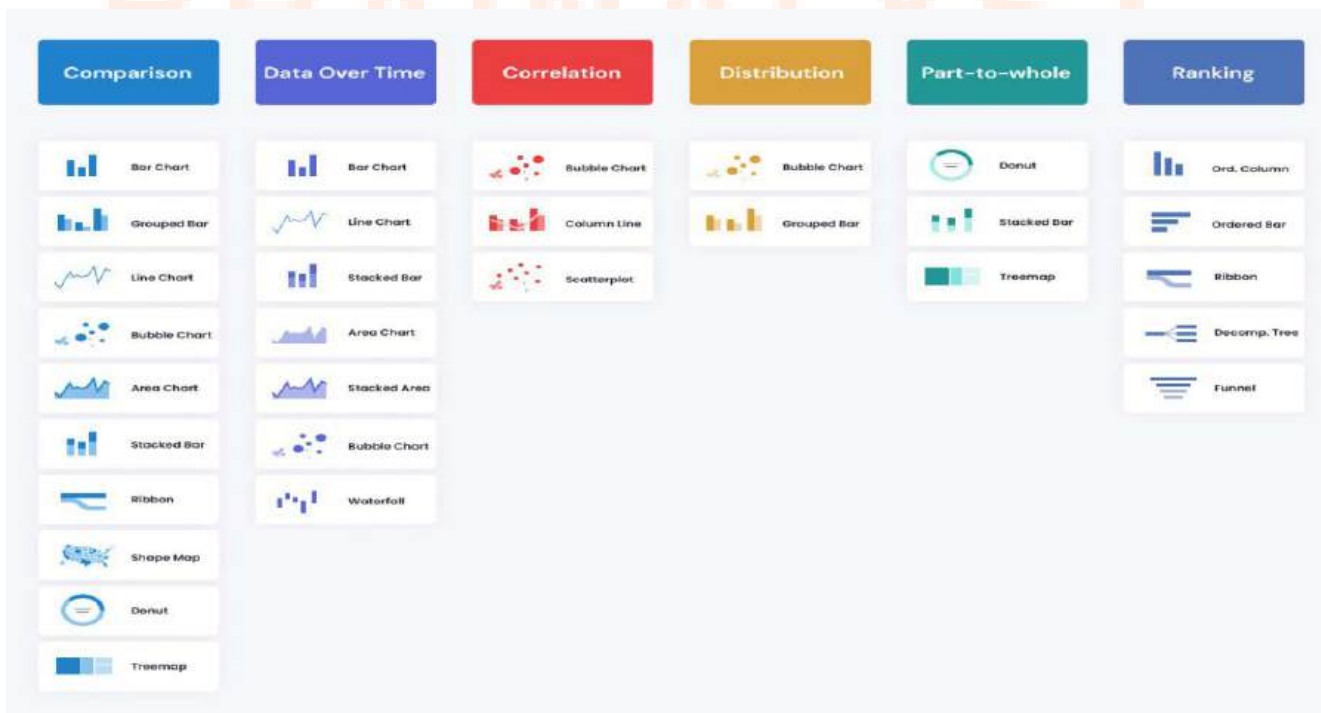 Comparison
Data Over Time
Correlation
Distribution
Part-to-whole
Ranking
Bar Chart
Grouped Bar
Line Chart
Bubble Chart
Area Chart
Stacked Bar
Ribbon
Shape Map
Donut
Treemap
Bar Chart
Line Chart
Stacked Bar
Area Chart
Stacked Area
Bubble Chart
Waterfall
Bubble Chart
Column Line
Scatterplot
Bubble Chart
Grouped Bar
Donut
Stacked Bar
Treemap
Ord. Column
Ordered Bar
Ribbon
Decomp. Tree
Funnel